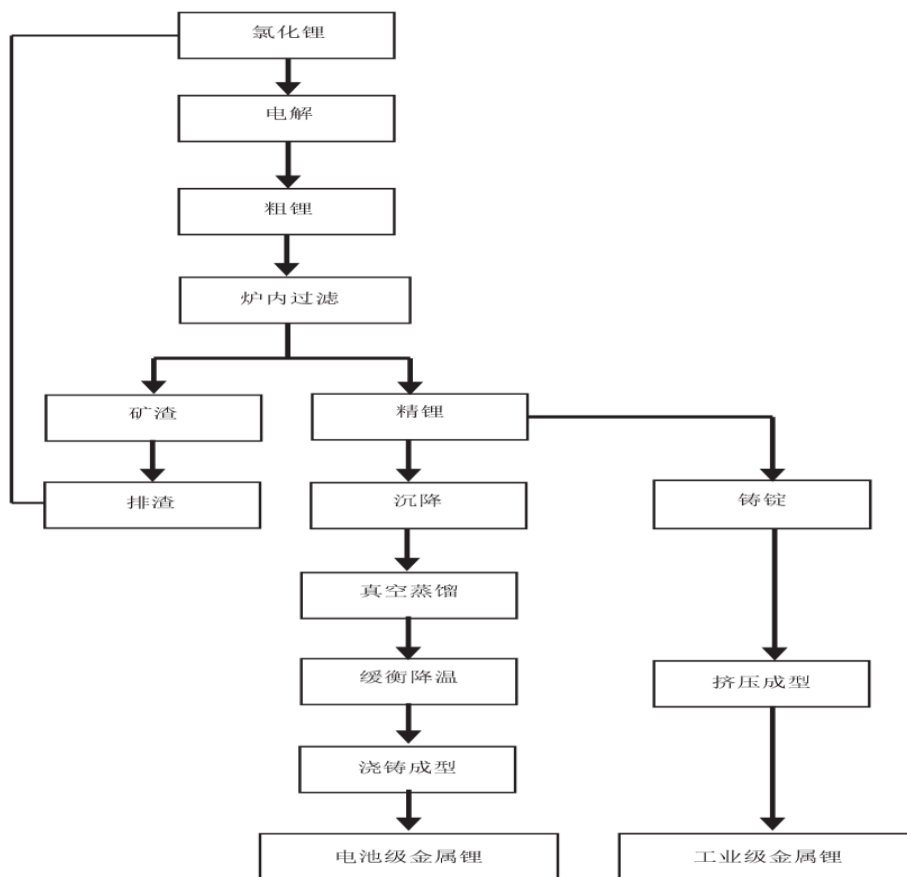 氯化锂
电解
粗锂
炉内过滤
矿渣
精锂
排渣
沉降
铸锭
真空蒸馏
缓衡降温
挤压成型
浇铸成型
电池级金属锂
工业级金属锂